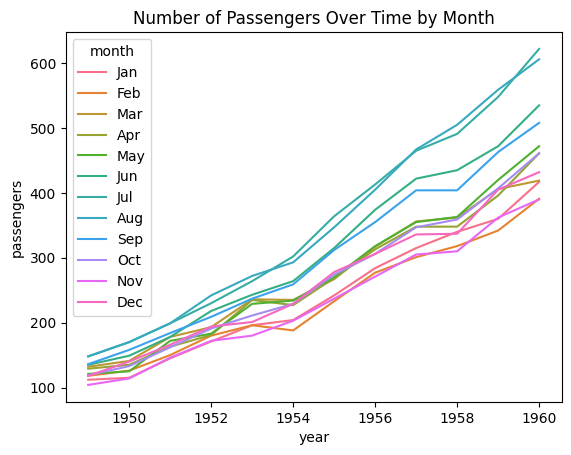 Number of Passengers Over Time by Month
month
Jan
Feb
Mar
Apr
May
Jun
Jul
Aug
Sep
Oct
Nov
Dec
600
500
400
300
200
100
passengers
1950 1952 1954 1956 1958 1960
year